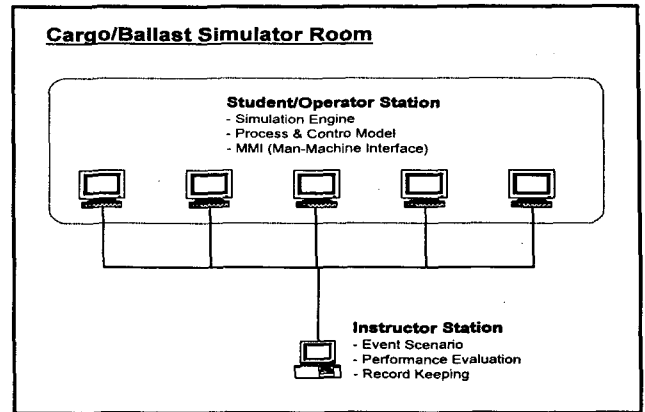 Cargo/Ballast Simulator Room
Student/Operator Station
- Simulation Engine
- Process & Contro Model
- MMI (Man-Machine Interface)
Instructor Station
- Event Scenario
- Performance Evaluation
- Record Keeping